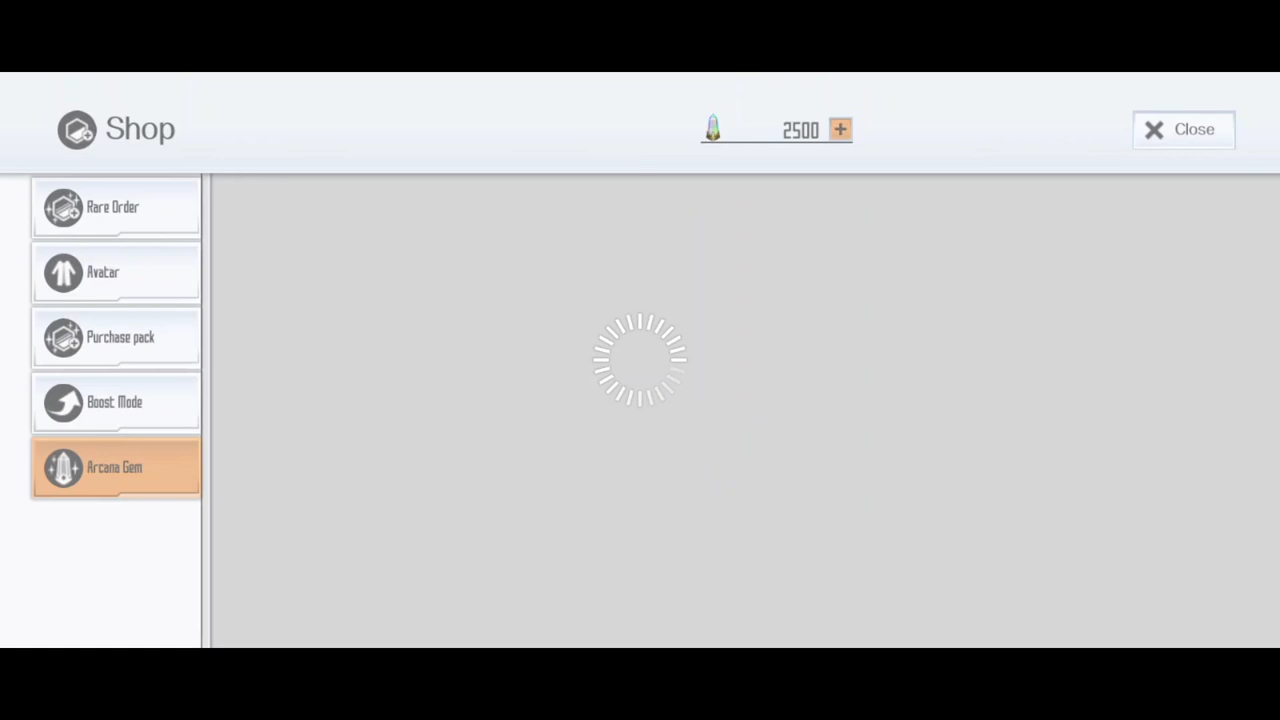 Shop
2500
Close
Rare Order
Avatar
Purchase pack
Boost Mode
Arcana Gem